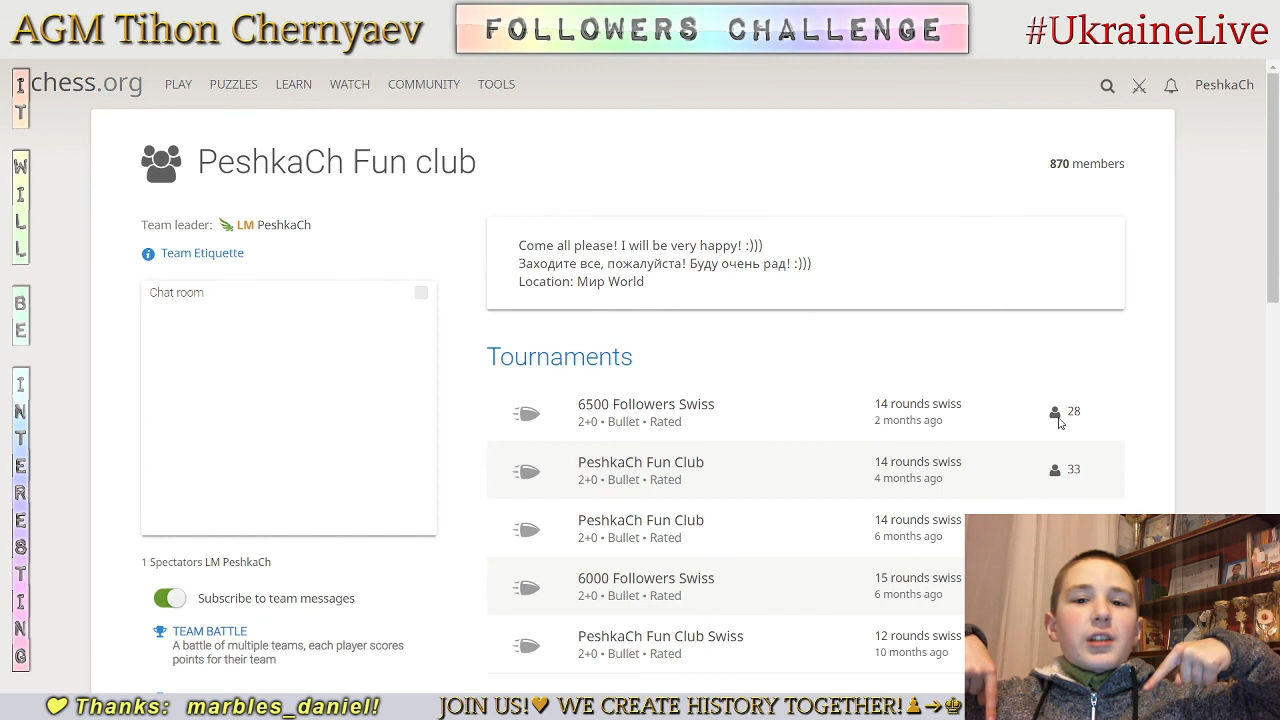 AGM Tihon Chernyaev
FOLLOWERS CHALLENGE
#UkraineLive
IT
WILL
BE
INTERESTING
chess.org
PLAY
PUZZLES
LEARN
WATCH
COMMUNITY
TOOLS
PeshkaCh
PeshkaCh Fun club
870 members
Team leader: LM PeshkaCh
Team Etiquette
Chat room
Come all please! I will be very happy! :)))
Заходите все, пожалуйста! Буду очень рад! :)))
Location: Мир World
Tournaments
6500 Followers Swiss
2+0 • Bullet • Rated
14 rounds swiss
2 months ago
28
PeshkaCh Fun Club
2+0 • Bullet • Rated
14 rounds swiss
4 months ago
33
PeshkaCh Fun Club
2+0 • Bullet • Rated
14 rounds swiss
6 months ago
6000 Followers Swiss
2+0 • Bullet • Rated
15 rounds swiss
6 months ago
PeshkaCh Fun Club Swiss
2+0 • Bullet • Rated
12 rounds swiss
10 months ago
1 Spectators LM PeshkaCh
Subscribe to team messages
TEAM BATTLE
A battle of multiple teams, each player scores
points for their team
Thanks: marbles_daniel!
JOIN US! WE CREATE HISTORY TOGETHER!